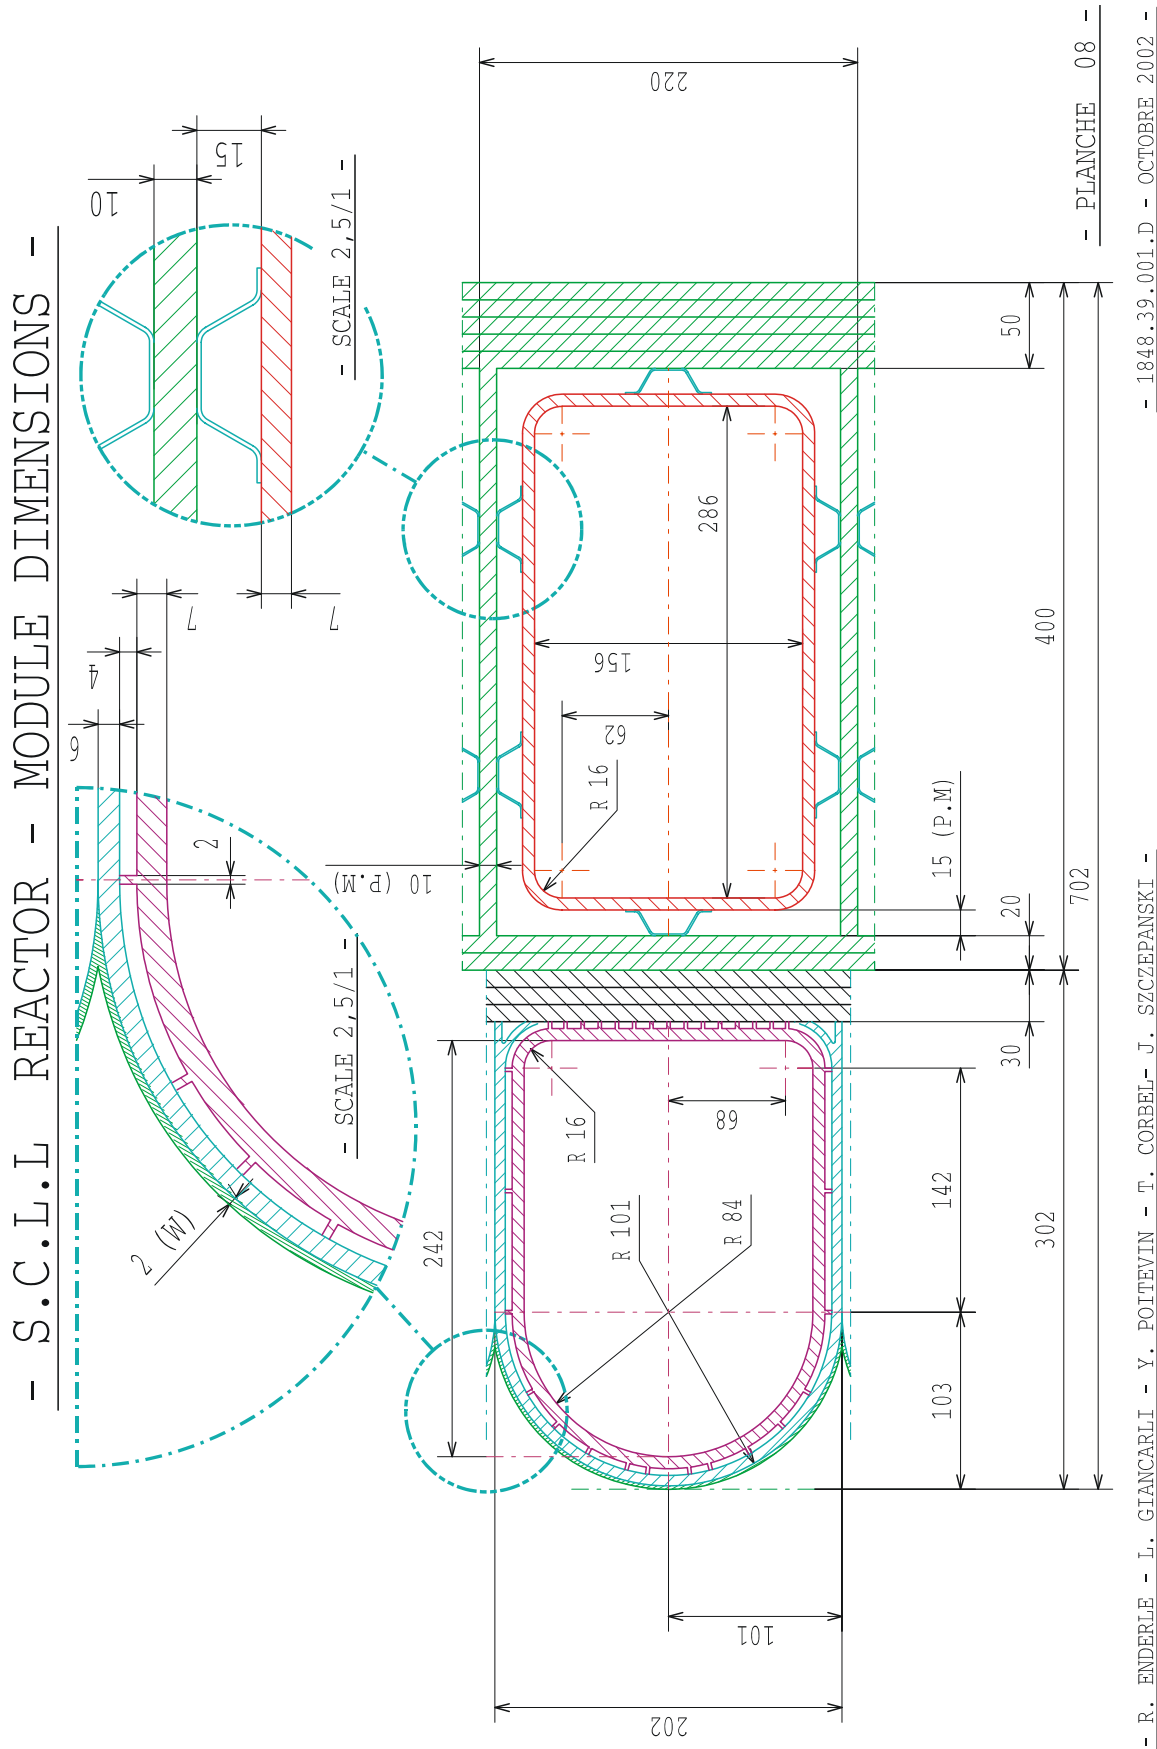 - S.C.L.L REACTOR - MODULE DIMENSIONS -
10
15
- SCALE 2,5/1 -
7
7
4
6
2
- SCALE 2,5/1 -
2 (W)
220
10 (P.M)
286
156
62
R 16
15 (P.M)
50
400
20
702
30
302
242
R 16
68
R 101
R 84
142
103
101
202
- PLANCHE 08 -
- R. ENDERLE - L. GIANCARLI - Y. POITEVIN - T. CORBEL- J. SZCZEPANSKI -
- 1848.39.001.D - OCTOBRE 2002 -